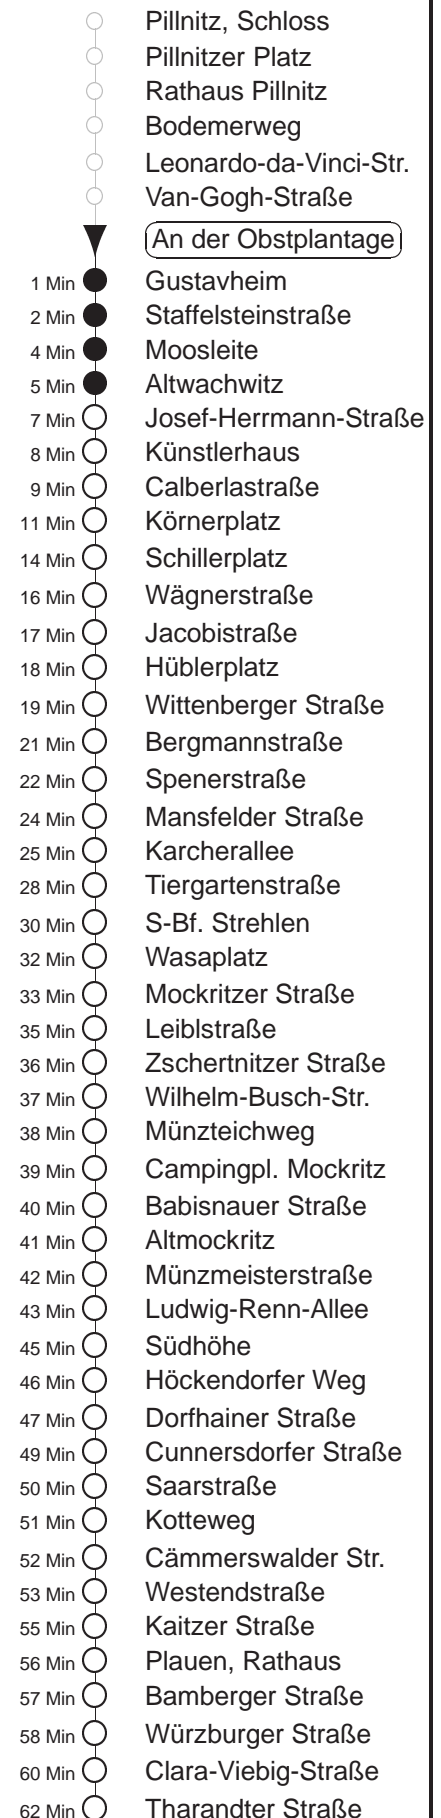 Pillnitz, Schloss
Pillnitzer Platz
Rathaus Pillnitz
Bodemerweg
Leonardo-da-Vinci-Str.
Van-Gogh-Straße
An der Obstplantage
1 Min Gustavheim
2 Min Staffelsteinstraße
4 Min Moosleite
5 Min Altwachwitz
7 Min Josef-Herrmann-Straße
8 Min Künstlerhaus
9 Min Calberlastraße
11 Min Körnerplatz
14 Min Schillerplatz
16 Min Wägnerstraße
17 Min Jacobistraße
18 Min Hüblerplatz
19 Min Wittenberger Straße
21 Min Bergmannstraße
22 Min Spenerstraße
24 Min Mansfelder Straße
25 Min Karcherallee
28 Min Tiergartenstraße
30 Min S-Bf. Strehlen
32 Min Wasaplatz
33 Min Mockritzer Straße
35 Min Leiblstraße
36 Min Zschertnitzer Straße
37 Min Wilhelm-Busch-Str.
38 Min Münzteichweg
39 Min Campingpl. Mockritz
40 Min Babisnauer Straße
41 Min Altmockritz
42 Min Münzmeisterstraße
43 Min Ludwig-Renn-Allee
45 Min Südhöhe
46 Min Höckendorfer Weg
47 Min Dorfhainer Straße
49 Min Cunnersdorfer Straße
50 Min Saarstraße
51 Min Kotteweg
52 Min Cämmerswalder Str.
53 Min Westendstraße
55 Min Kaitzer Straße
56 Min Plauen, Rathaus
57 Min Bamberger Straße
58 Min Würzburger Straße
60 Min Clara-Viebig-Straße
62 Min Tharandter Straße